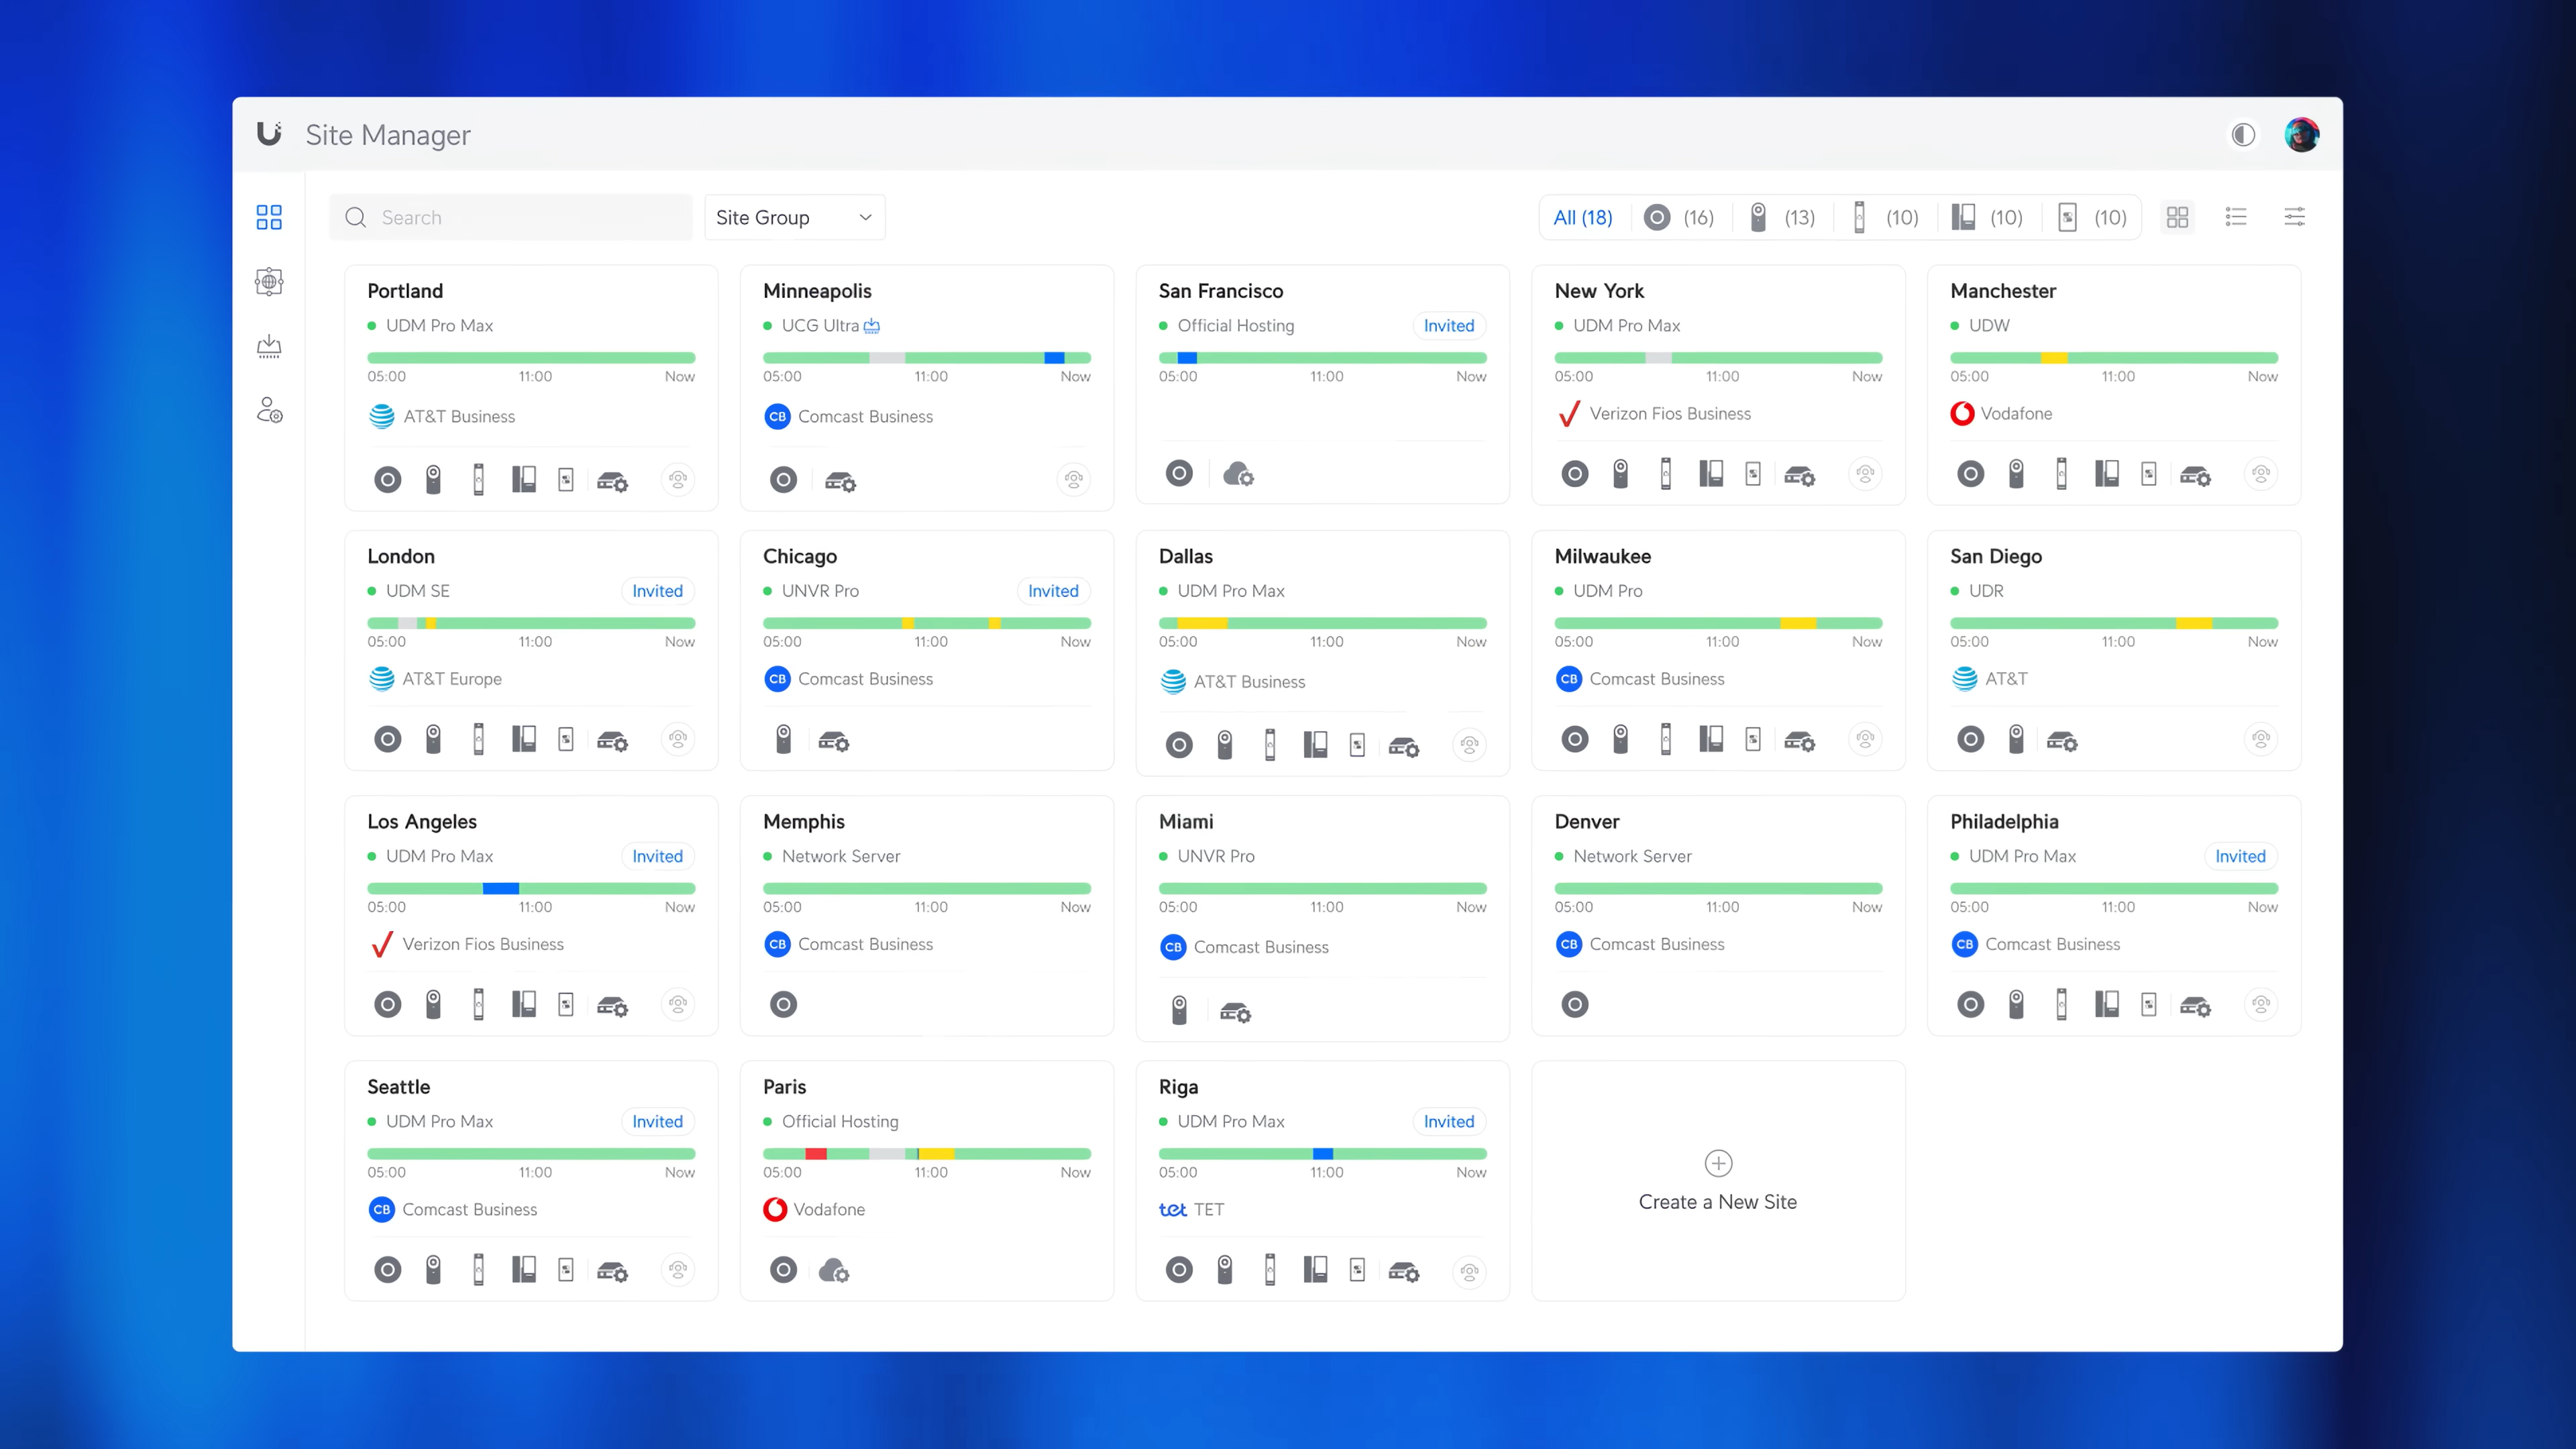 Site Manager
Search
Site Group
All (18)
(16)
(13)
(10)
(10)
(10)
Portland
UDM Pro Max
05:00 11:00 Now
AT&T Business
Minneapolis
UCG Ultra
05:00 11:00 Now
CB Comcast Business
San Francisco
Official Hosting Invited
05:00 11:00 Now
New York
UDM Pro Max
05:00 11:00 Now
Verizon Fios Business
Manchester
UDW
05:00 11:00 Now
Vodafone
London
UDM SE Invited
05:00 11:00 Now
AT&T Europe
Chicago
UNVR Pro Invited
05:00 11:00 Now
CB Comcast Business
Dallas
UDM Pro Max
05:00 11:00 Now
AT&T Business
Milwaukee
UDM Pro
05:00 11:00 Now
CB Comcast Business
San Diego
UDR
05:00 11:00 Now
AT&T
Los Angeles
UDM Pro Max Invited
05:00 11:00 Now
Verizon Fios Business
Memphis
Network Server
05:00 11:00 Now
CB Comcast Business
Miami
UNVR Pro
05:00 11:00 Now
CB Comcast Business
Denver
Network Server
05:00 11:00 Now
CB Comcast Business
Philadelphia
UDM Pro Max Invited
05:00 11:00 Now
CB Comcast Business
Seattle
UDM Pro Max Invited
05:00 11:00 Now
CB Comcast Business
Paris
Official Hosting
05:00 11:00 Now
Vodafone
Riga
UDM Pro Max Invited
05:00 11:00 Now
tet TET
Create a New Site